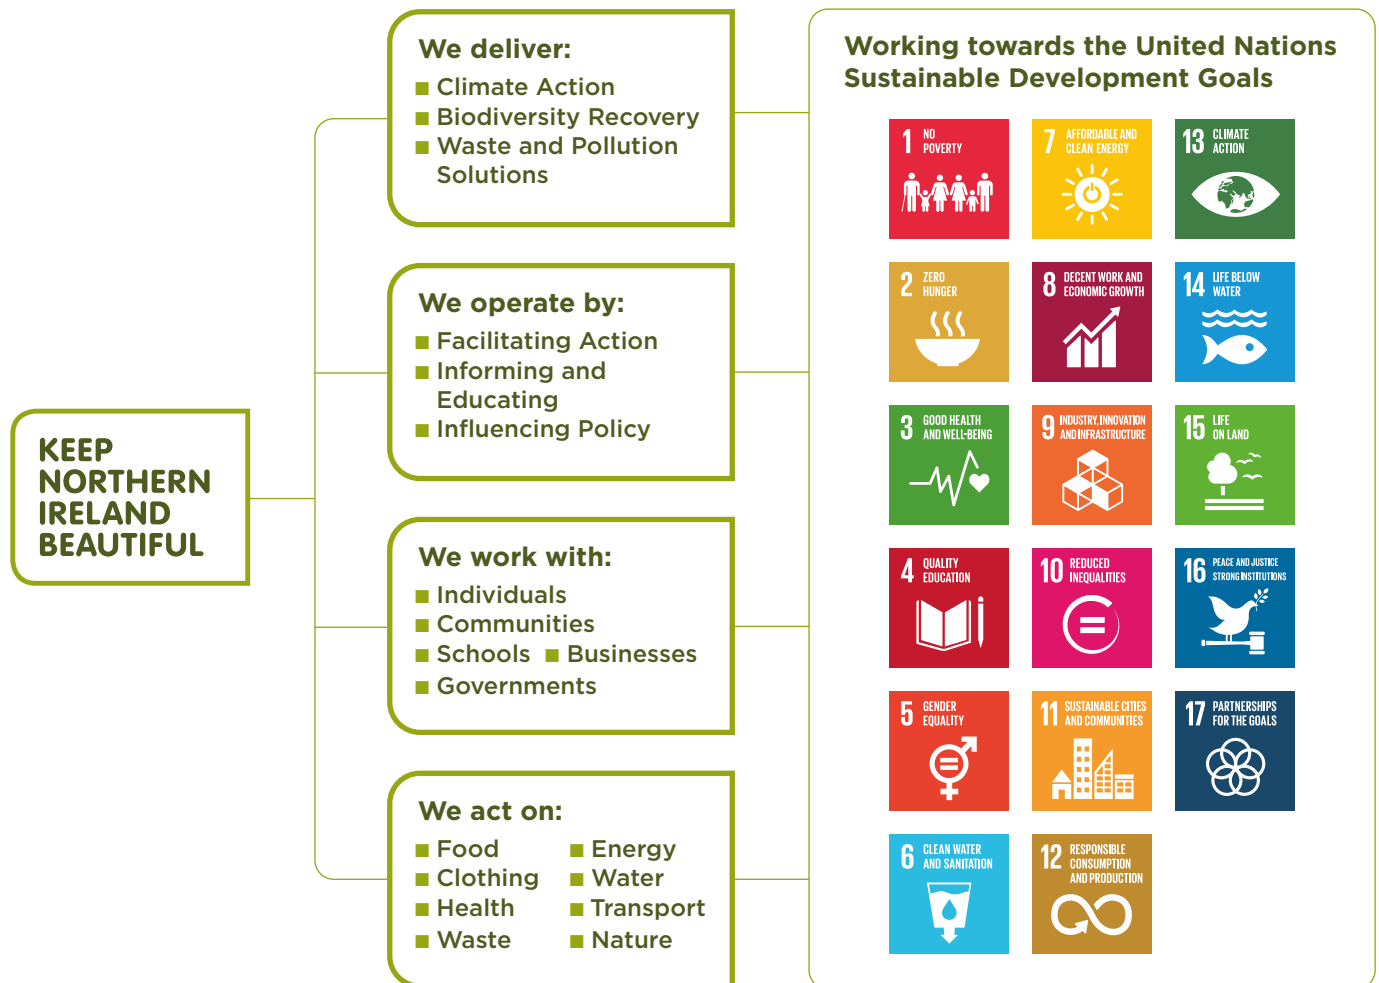 KEEP
NORTHERN
IRELAND
BEAUTIFUL
We deliver:
■ Climate Action
■ Biodiversity Recovery
■ Waste and Pollution
Solutions
We operate by:
■ Facilitating Action
■ Informing and
Educating
■ Influencing Policy
We work with:
■ Individuals
■ Communities
■ Schools ■ Businesses
■ Governments
We act on:
■ Food ■ Energy
■ Clothing ■ Water
■ Health ■ Transport
■ Waste ■ Nature
Working towards the United Nations
Sustainable Development Goals
1 NO
POVERTY
7 AFFORDABLE AND
CLEAN ENERGY
13 CLIMATE
ACTION
2 ZERO
HUNGER
8 DECENT WORK AND
ECONOMIC GROWTH
14 LIFE BELOW
WATER
3 GOOD HEALTH
AND WELL-BEING
9 INDUSTRY, INNOVATION
AND INFRASTRUCTURE
15 LIFE
ON LAND
4 QUALITY
EDUCATION
10 REDUCED
INEQUALITIES
16 PEACE AND JUSTICE
STRONG INSTITUTIONS
5 GENDER
EQUALITY
11 SUSTAINABLE CITIES
AND COMMUNITIES
17 PARTNERSHIPS
FOR THE GOALS
6 CLEAN WATER
AND SANITATION
12 RESPONSIBLE
CONSUMPTION
AND PRODUCTION